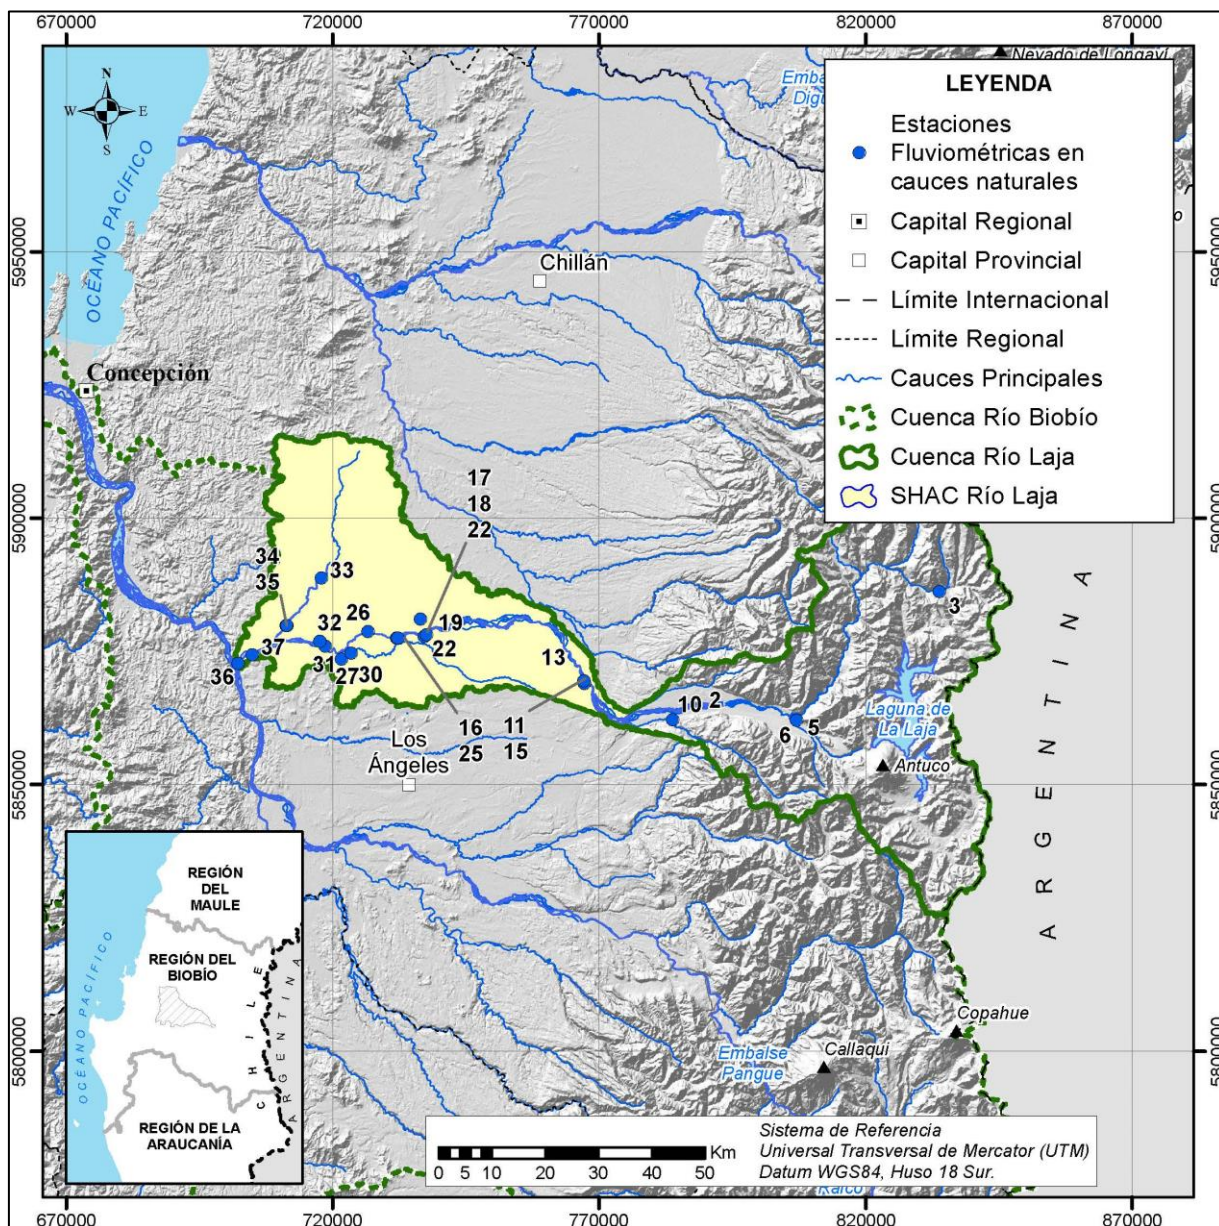 670000
720000
770000
820000
870000
Nevado de Longaví
LEYENDA
Estaciones
Fluviométricas en
cauces naturales
Capital Regional
Capital Provincial
Límite Internacional
Límite Regional
Cauces Principales
Cuenca Río Biobío
Cuenca Río Laja
SHAC Río Laja
N
W
E
S
OCÉANO PACÍFICO
5950000
5950000
Chillán
Concepción
17
18
22
5900000
5900000
34
35
33
32
26
19
3
37
22
13
36
31
27
30
10
2
5
6
Laguna de
La Laja
16
11
25
15
Los
Ángeles
Antuco
5850000
5850000
ARGENTINA
REGIÓN
DEL
MAULE
REGIÓN DEL
BIOBÍO
OCÉANO PACÍFICO
CHILE
ARGENTINA
REGIÓN DE LA
ARAUCANÍA
Copahue
Callaqui
Embalse
Pangue
5800000
5800000
Km
0 5 10 20 30 40 50
Sistema de Referencia
Universal Transversal de Mercator (UTM)
Datum WGS84, Huso 18 Sur.
670000
720000
770000
820000
870000